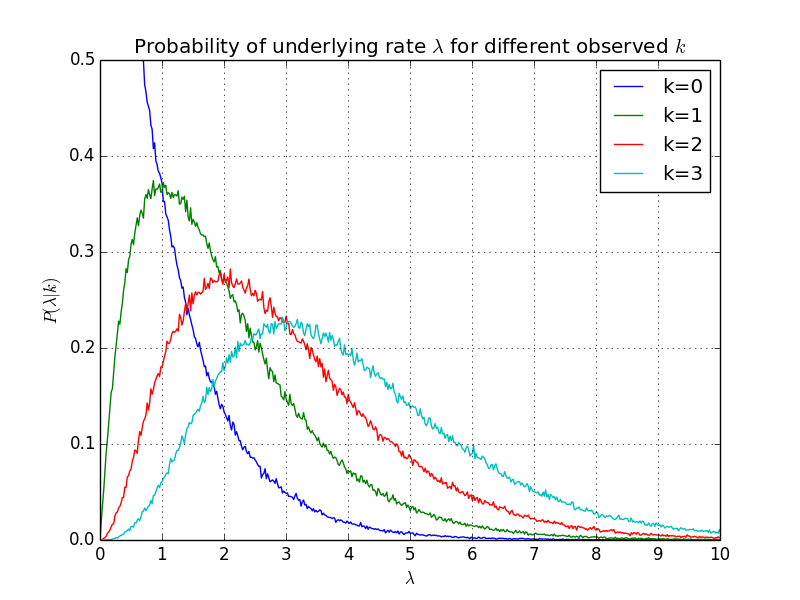 Probability of underlying rate λ for different observed k
0.5
0.4
0.3
0.2
0.1
0.0
P(λ|k)
k=0
k=1
k=2
k=3
0 1 2 3 4 5 6 7 8 9 10
λ